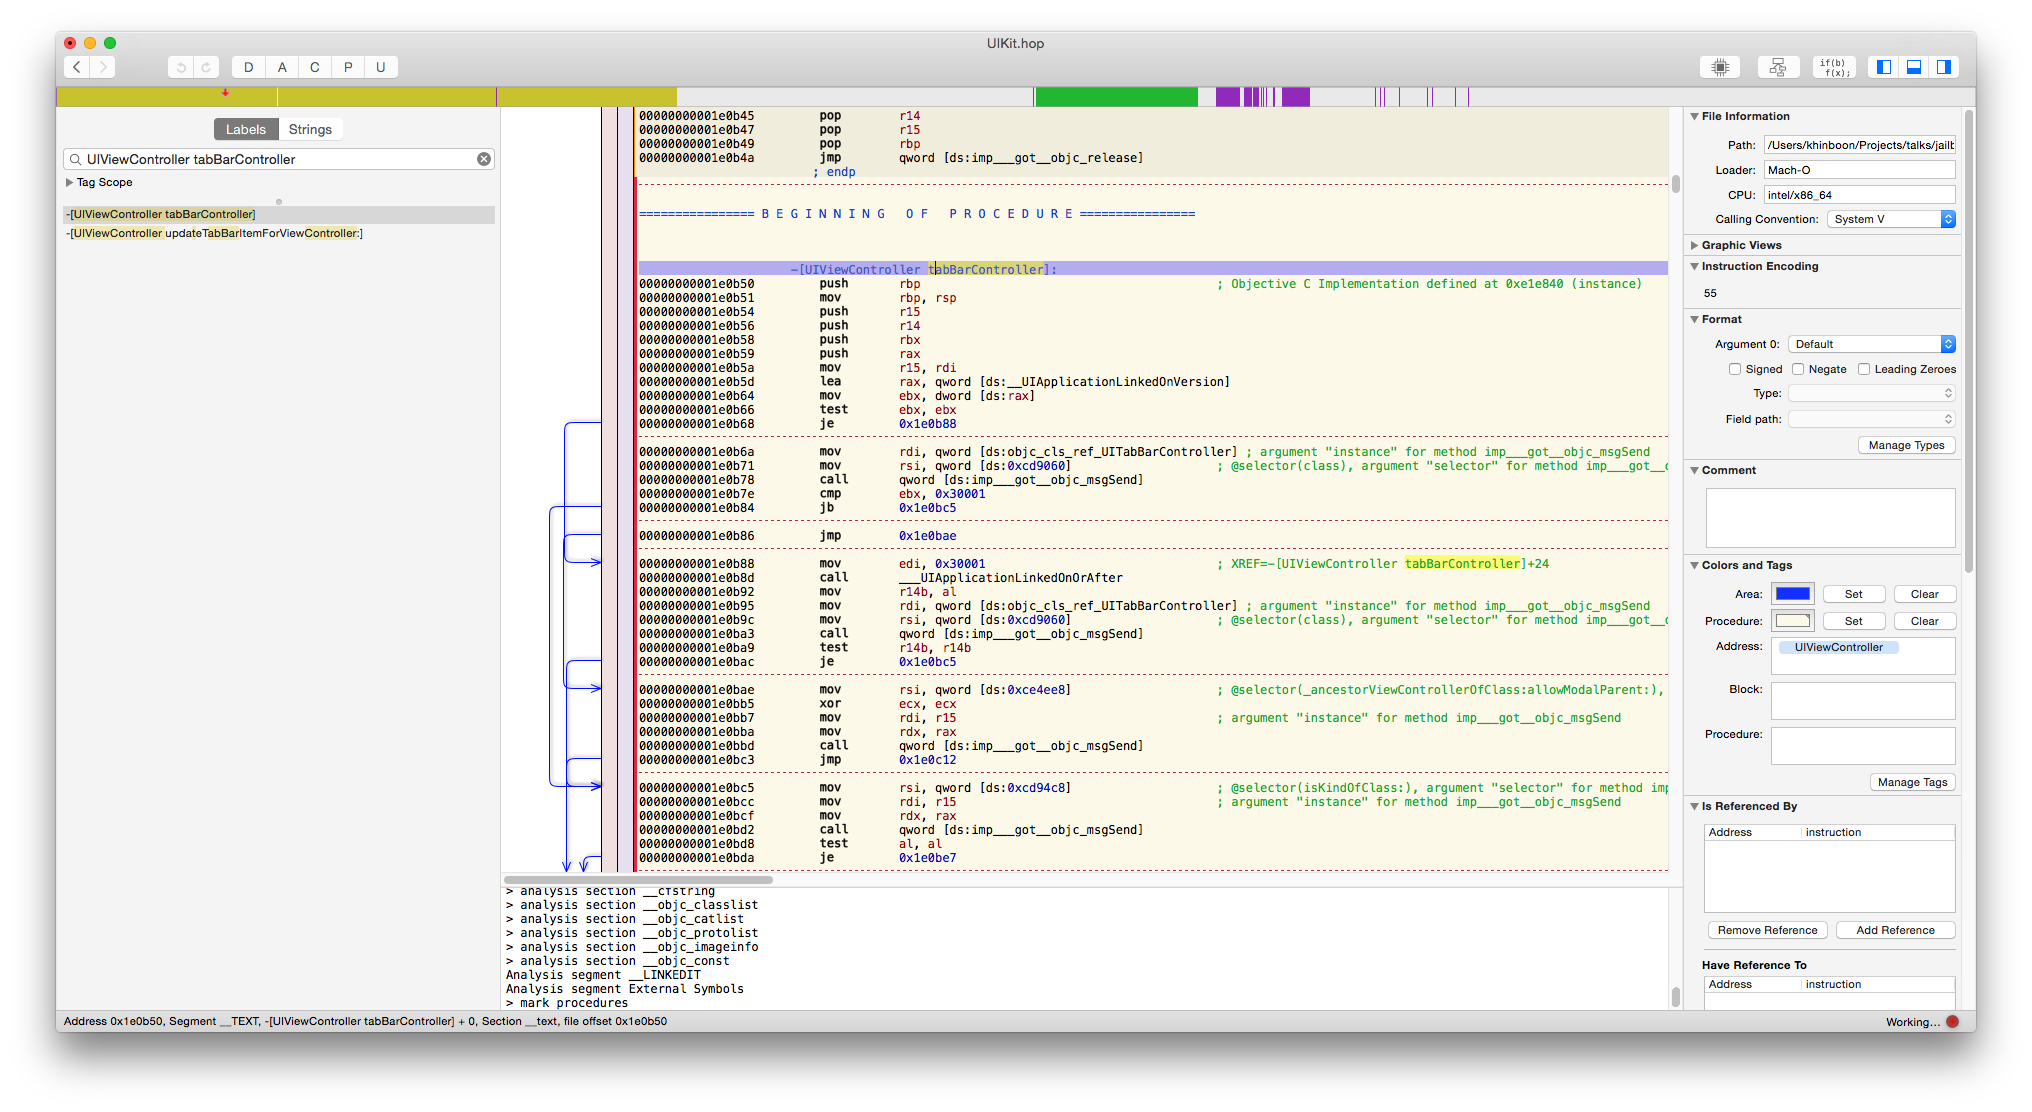 UIKit.hop
D A C P U
if(b)
f(x);
Labels Strings
UIViewController tabBarController
Tag Scope
-[UIViewController tabBarController]
-[UIViewController updateTabBarItemForViewController:]
00000000001e0b45 pop r14
00000000001e0b47 pop r15
00000000001e0b49 pop rbp
00000000001e0b4a jmp qword [ds:imp___got__objc_release]
; endp
================ B E G I N N I N G   O F   P R O C E D U R E ================
-[UIViewController tabBarController]:
00000000001e0b50 push rbp ; Objective C Implementation defined at 0xe1e840 (instance)
00000000001e0b51 mov rbp, rsp
00000000001e0b54 push r15
00000000001e0b56 push r14
00000000001e0b58 push rbx
00000000001e0b59 push rax
00000000001e0b5a mov r15, rdi
00000000001e0b5d lea rax, qword [ds:__UIApplicationLinkedOnVersion]
00000000001e0b64 mov ebx, dword [ds:rax]
00000000001e0b66 test ebx, ebx
00000000001e0b68 je 0x1e0b88
00000000001e0b6a mov rdi, qword [ds:objc_cls_ref_UITabBarController] ; argument "instance" for method imp___got__objc_msgSend
00000000001e0b71 mov rsi, qword [ds:0xcd9060] ; @selector(class), argument "selector" for method imp___got__c
00000000001e0b78 call qword [ds:imp___got__objc_msgSend]
00000000001e0b7e cmp ebx, 0x30001
00000000001e0b84 jb 0x1e0bc5
00000000001e0b86 jmp 0x1e0bae
00000000001e0b88 mov edi, 0x30001 ; XREF=-[UIViewController tabBarController]+24
00000000001e0b8d call ___UIApplicationLinkedOnOrAfter
00000000001e0b92 mov r14b, al
00000000001e0b95 mov rdi, qword [ds:objc_cls_ref_UITabBarController] ; argument "instance" for method imp___got__objc_msgSend
00000000001e0b9c mov rsi, qword [ds:0xcd9060] ; @selector(class), argument "selector" for method imp___got__c
00000000001e0ba3 call qword [ds:imp___got__objc_msgSend]
00000000001e0ba9 test r14b, r14b
00000000001e0bac je 0x1e0bc5
00000000001e0bae mov rsi, qword [ds:0xce4ee8] ; @selector(_ancestorViewControllerOfClass:allowModalParent:),
00000000001e0bb5 xor ecx, ecx
00000000001e0bb7 mov rdi, r15 ; argument "instance" for method imp___got__objc_msgSend
00000000001e0bba mov rdx, rax
00000000001e0bbd call qword [ds:imp___got__objc_msgSend]
00000000001e0bc3 jmp 0x1e0c12
00000000001e0bc5 mov rsi, qword [ds:0xcd94c8] ; @selector(isKindOfClass:), argument "selector" for method imp
00000000001e0bcc mov rdi, r15 ; argument "instance" for method imp___got__objc_msgSend
00000000001e0bcf mov rdx, rax
00000000001e0bd2 call qword [ds:imp___got__objc_msgSend]
00000000001e0bd8 test al, al
00000000001e0bda je 0x1e0be7
> analysis section __cfstring
> analysis section __objc_classlist
> analysis section __objc_catlist
> analysis section __objc_protolist
> analysis section __objc_imageinfo
> analysis section __objc_const
Analysis segment __LINKEDIT
Analysis segment External Symbols
> mark procedures
File Information
Path: /Users/khinboon/Projects/talks/jailb
Loader: Mach-O
CPU: intel/x86_64
Calling Convention: System V
Graphic Views
Instruction Encoding
55
Format
Argument 0: Default
Signed Negate Leading Zeroes
Type:
Field path:
Manage Types
Comment
Colors and Tags
Area: Set Clear
Procedure: Set Clear
Address: UIViewController
Block:
Procedure:
Manage Tags
Is Referenced By
Address instruction
Remove Reference Add Reference
Have Reference To
Address instruction
Address 0x1e0b50, Segment __TEXT, -[UIViewController tabBarController] + 0, Section __text, file offset 0x1e0b50
Working...